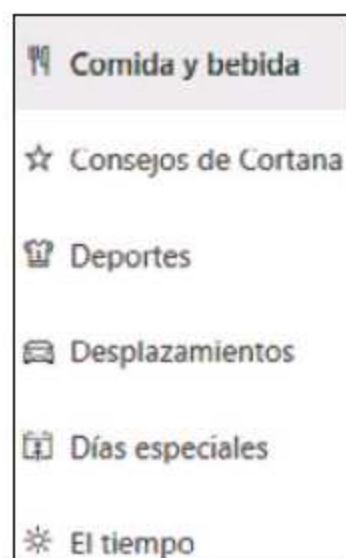 Comida y bebida
Consejos de Cortana
Deportes
Desplazamientos
Días especiales
El tiempo